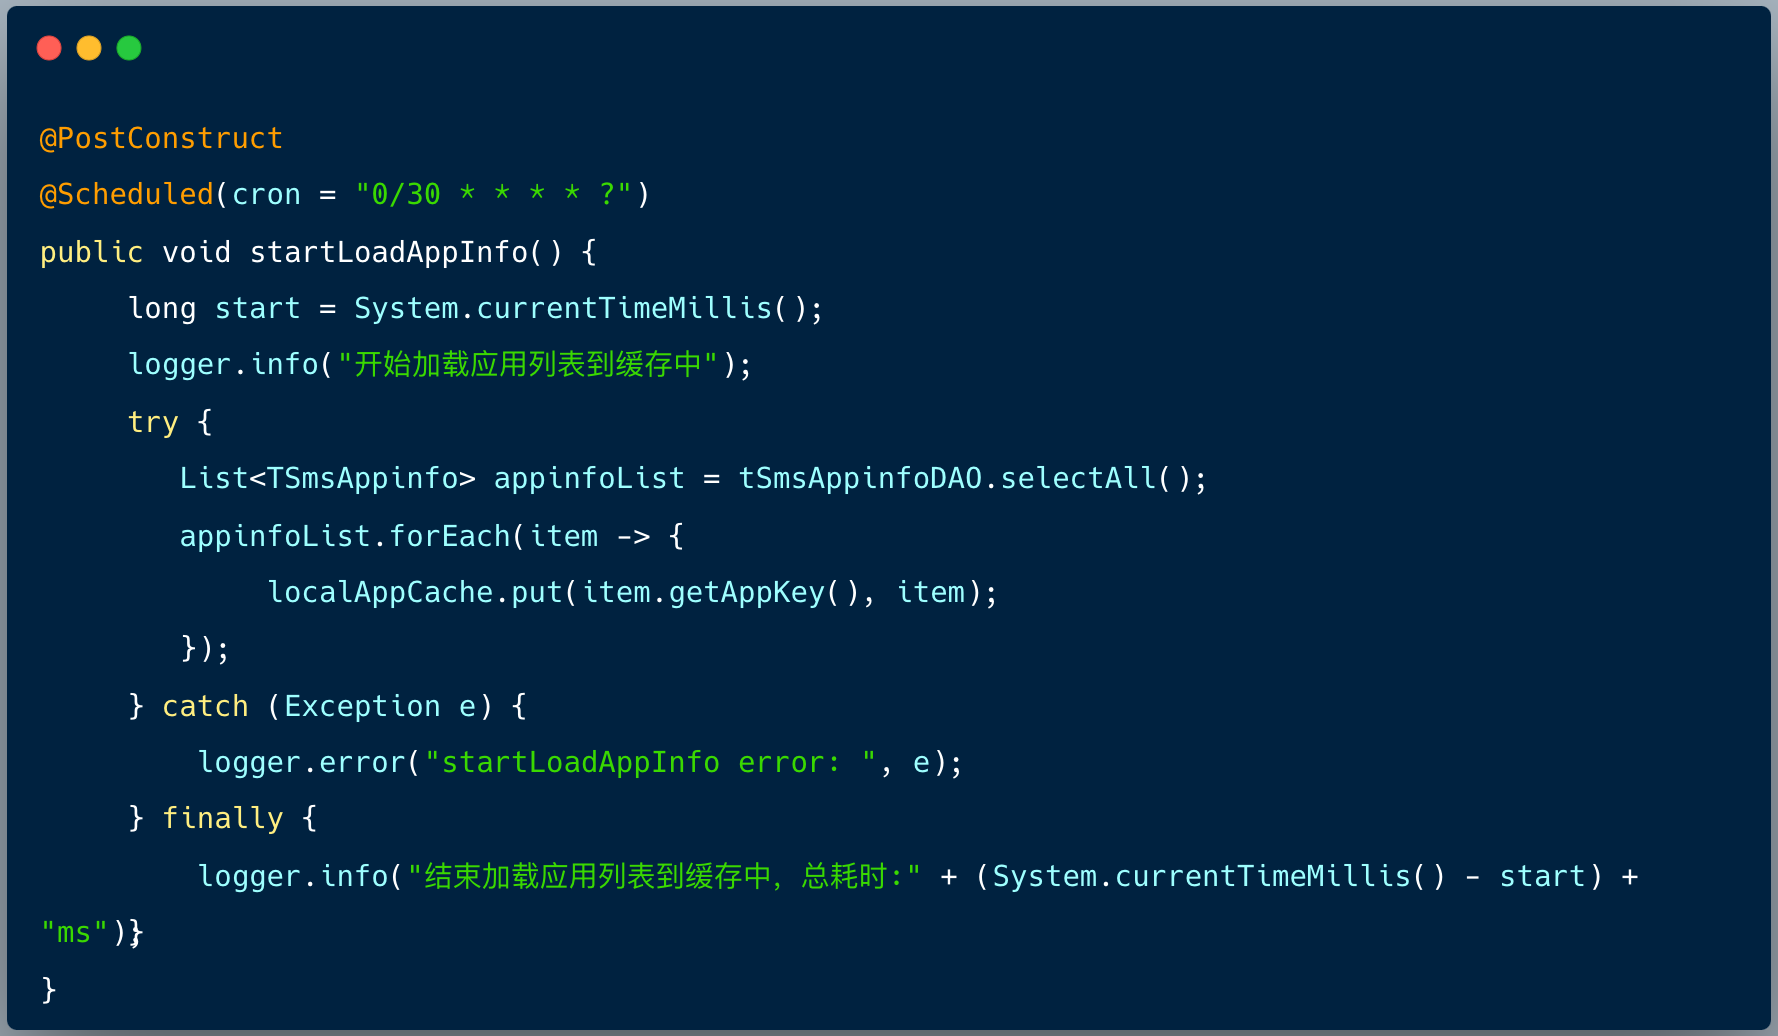 @PostConstruct
@Scheduled(cron = "0/30 * * * * ?")
public void startLoadAppInfo() {
     long start = System.currentTimeMillis();
     logger.info("开始加载应用列表到缓存中");
     try {
        List<TSmsAppinfo> appinfoList = tSmsAppinfoDAO.selectAll();
        appinfoList.forEach(item -> {
             localAppCache.put(item.getAppKey(), item);
        });
     } catch (Exception e) {
         logger.error("startLoadAppInfo error: ", e);
     } finally {
         logger.info("结束加载应用列表到缓存中，总耗时:" + (System.currentTimeMillis() - start) +
"ms");}
}